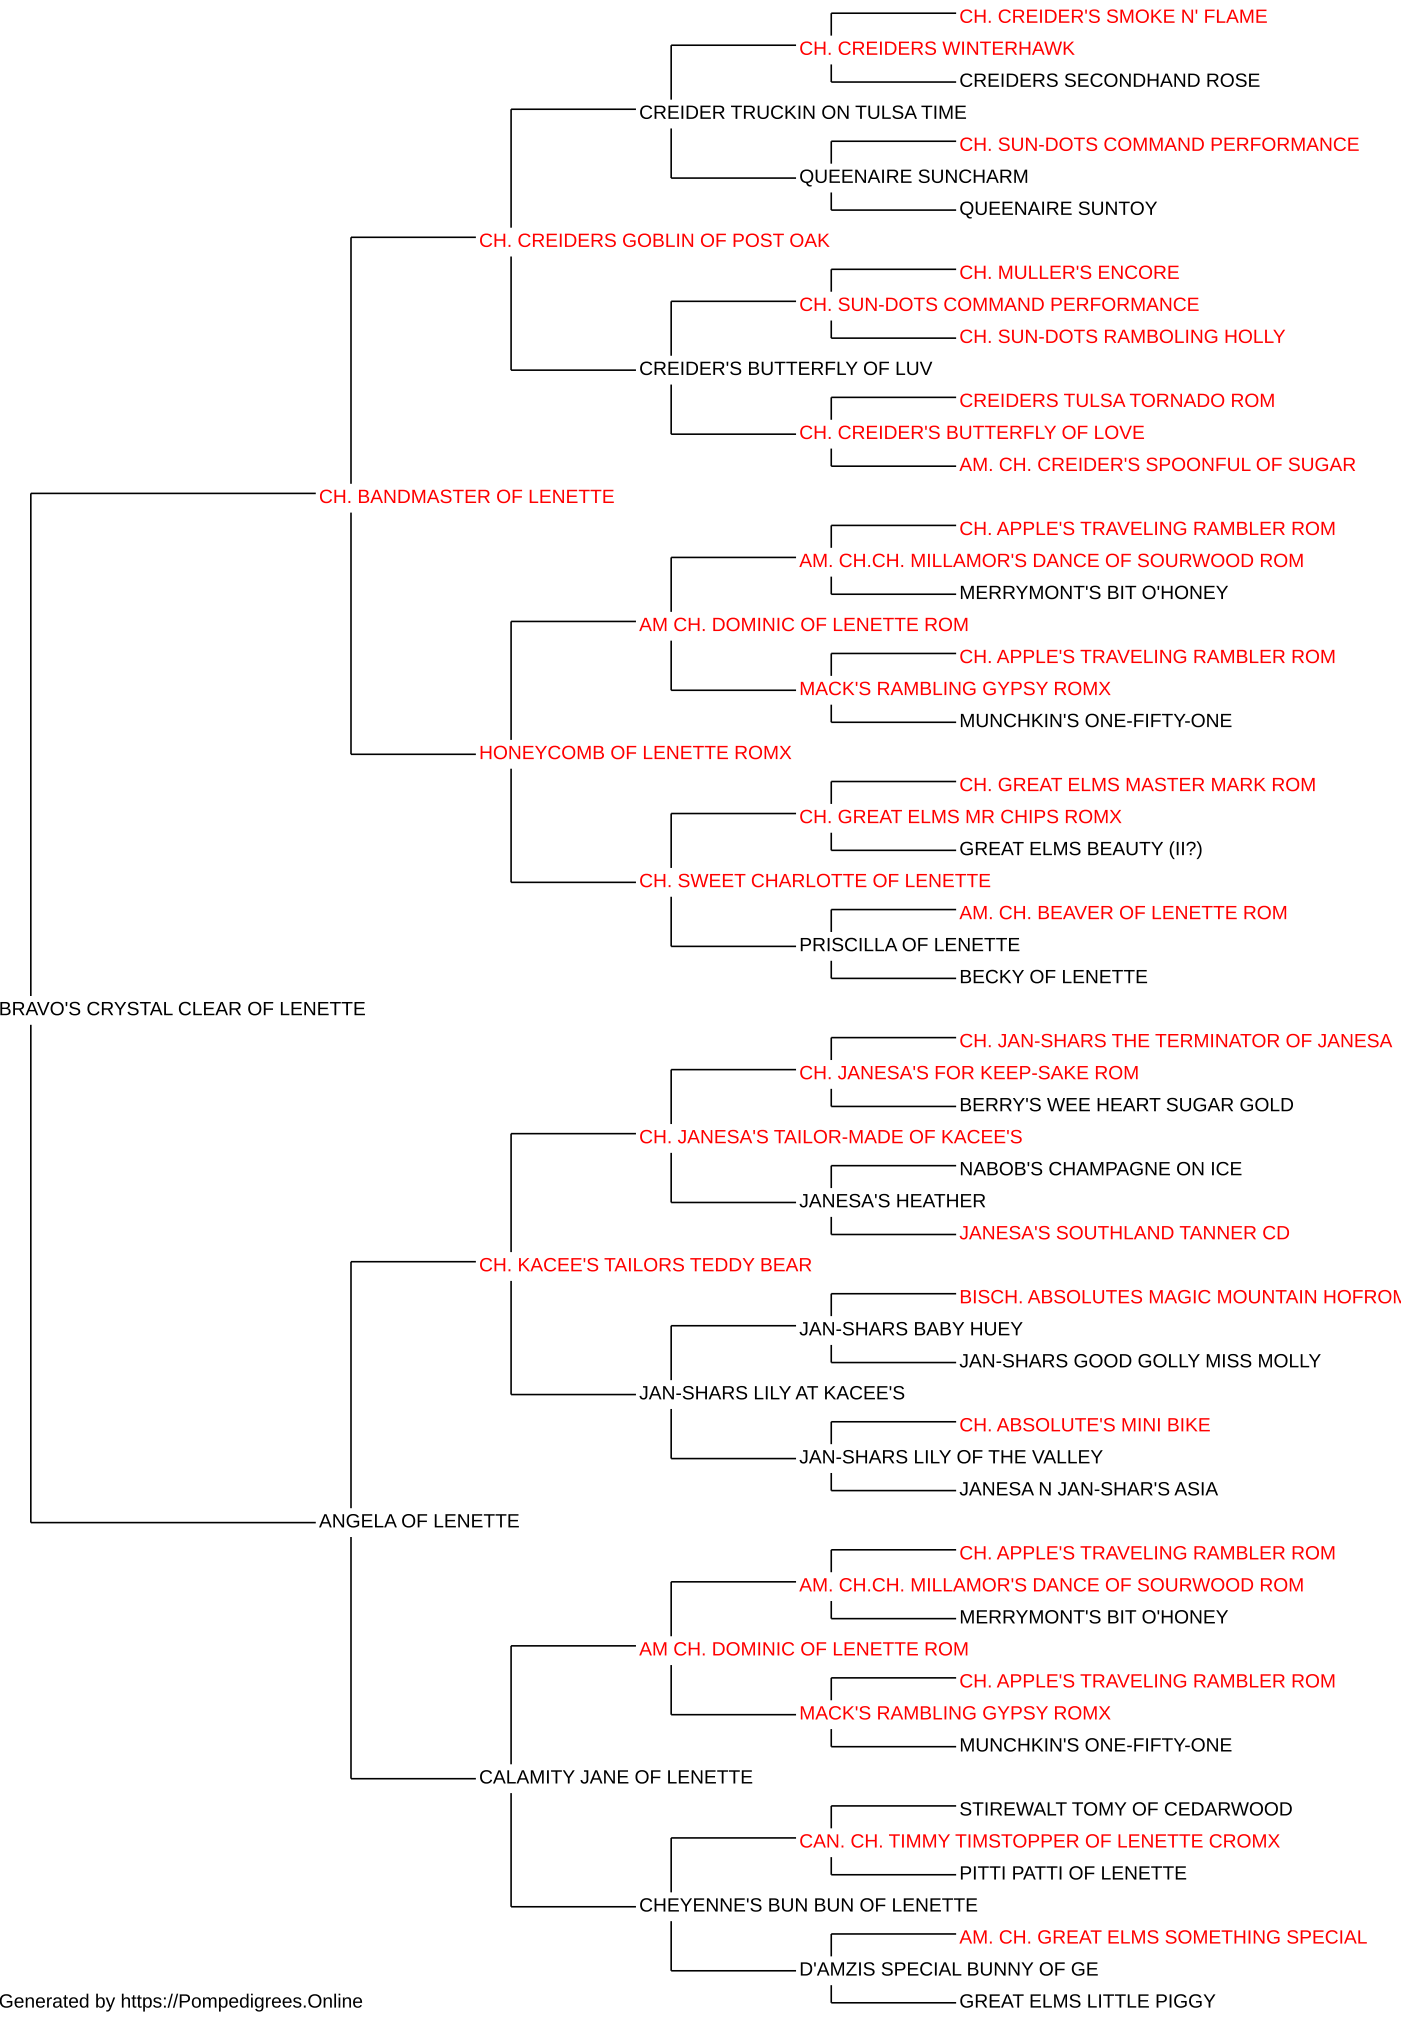 CH. CREIDER'S SMOKE N' FLAME
CH. CREIDERS WINTERHAWK
CREIDERS SECONDHAND ROSE
CREIDER TRUCKIN ON TULSA TIME
CH. SUN-DOTS COMMAND PERFORMANCE
QUEENAIRE SUNCHARM
QUEENAIRE SUNTOY
CH. CREIDERS GOBLIN OF POST OAK
CH. MULLER'S ENCORE
CH. SUN-DOTS COMMAND PERFORMANCE
CH. SUN-DOTS RAMBOLING HOLLY
CREIDER'S BUTTERFLY OF LUV
CREIDERS TULSA TORNADO ROM
CH. CREIDER'S BUTTERFLY OF LOVE
AM. CH. CREIDER'S SPOONFUL OF SUGAR
CH. BANDMASTER OF LENETTE
CH. APPLE'S TRAVELING RAMBLER ROM
AM. CH.CH. MILLAMOR'S DANCE OF SOURWOOD ROM
MERRYMONT'S BIT O'HONEY
AM CH. DOMINIC OF LENETTE ROM
CH. APPLE'S TRAVELING RAMBLER ROM
MACK'S RAMBLING GYPSY ROMX
MUNCHKIN'S ONE-FIFTY-ONE
HONEYCOMB OF LENETTE ROMX
CH. GREAT ELMS MASTER MARK ROM
CH. GREAT ELMS MR CHIPS ROMX
GREAT ELMS BEAUTY (II?)
CH. SWEET CHARLOTTE OF LENETTE
AM. CH. BEAVER OF LENETTE ROM
PRISCILLA OF LENETTE
BECKY OF LENETTE
BRAVO'S CRYSTAL CLEAR OF LENETTE
CH. JAN-SHARS THE TERMINATOR OF JANESA
CH. JANESA'S FOR KEEP-SAKE ROM
BERRY'S WEE HEART SUGAR GOLD
CH. JANESA'S TAILOR-MADE OF KACEE'S
NABOB'S CHAMPAGNE ON ICE
JANESA'S HEATHER
JANESA'S SOUTHLAND TANNER CD
CH. KACEE'S TAILORS TEDDY BEAR
BISCH. ABSOLUTES MAGIC MOUNTAIN HOFROM
JAN-SHARS BABY HUEY
JAN-SHARS GOOD GOLLY MISS MOLLY
JAN-SHARS LILY AT KACEE'S
CH. ABSOLUTE'S MINI BIKE
JAN-SHARS LILY OF THE VALLEY
JANESA N JAN-SHAR'S ASIA
ANGELA OF LENETTE
CH. APPLE'S TRAVELING RAMBLER ROM
AM. CH.CH. MILLAMOR'S DANCE OF SOURWOOD ROM
MERRYMONT'S BIT O'HONEY
AM CH. DOMINIC OF LENETTE ROM
CH. APPLE'S TRAVELING RAMBLER ROM
MACK'S RAMBLING GYPSY ROMX
MUNCHKIN'S ONE-FIFTY-ONE
CALAMITY JANE OF LENETTE
STIREWALT TOMY OF CEDARWOOD
CAN. CH. TIMMY TIMSTOPPER OF LENETTE CROMX
PITTI PATTI OF LENETTE
CHEYENNE'S BUN BUN OF LENETTE
AM. CH. GREAT ELMS SOMETHING SPECIAL
D'AMZIS SPECIAL BUNNY OF GE
GREAT ELMS LITTLE PIGGY
Generated by https://Pompedigrees.Online